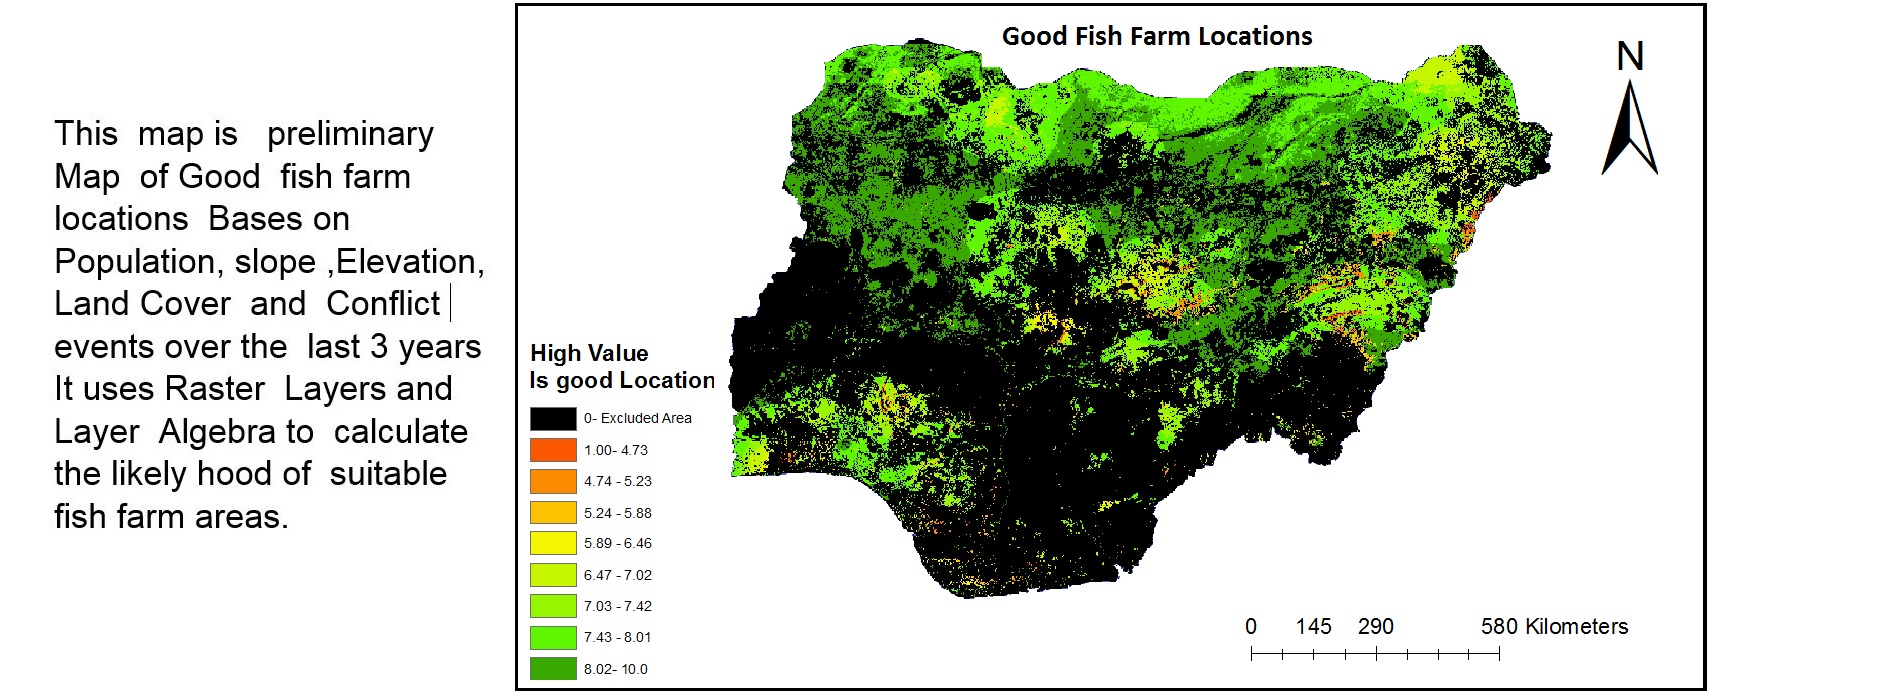 This map is preliminary
Map of Good fish farm
locations Bases on
Population, slope ,Elevation,
Land Cover and Conflict
events over the last 3 years
It uses Raster Layers and
Layer Algebra to calculate
the likely hood of suitable
fish farm areas.
Good Fish Farm Locations
N
High Value
Is good Location
0- Excluded Area
1.00- 4.73
4.74 - 5.23
5.24 - 5.88
5.89 - 6.46
6.47 - 7.02
7.03 - 7.42
7.43 - 8.01
8.02- 10.0
0 145 290 580 Kilometers